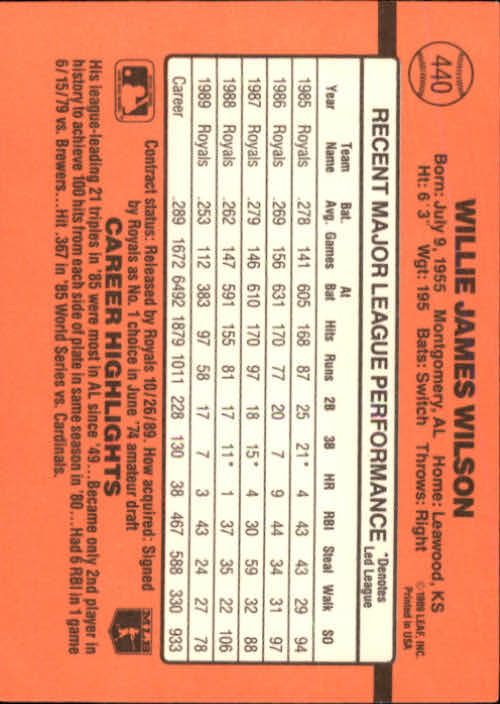 440
WILLIE JAMES WILSON
Born: July 9, 1955 Montgomery, AL Home: Leawood, KS
Ht: 6'3" Wgt: 195 Bats: Switch Throws: Right
© 1989 LEAF, INC.
Printed in USA
RECENT MAJOR LEAGUE PERFORMANCE *Denotes Led League
Year Team Name Bat. Avg. Games At Bat Hits Runs 2B 3B HR RBI Steal Walk SO
1985 Royals .278 141 605 168 87 25 21* 4 43 43 29 94
1986 Royals .269 156 631 170 77 20 7 9 44 34 31 97
1987 Royals .279 146 610 170 97 18 15* 4 30 59 32 88
1988 Royals .262 147 591 155 81 17 11* 1 37 35 22 106
1989 Royals .253 112 383 97 58 17 7 3 43 24 27 78
Career .289 1672 6492 1879 1011 228 130 38 467 588 330 933
Contract status: Released by Royals 10/26/89. How acquired: Signed
by Royals as No. 1 choice in June '74 amateur draft
CAREER HIGHLIGHTS
MLB
His league-leading 21 triples in '85 were most in AL since '49...Became only 2nd player in
history to achieve 100 hits from each side of plate in same season in '80...Had 6 RBI in 1 game
6/15/79 vs. Brewers...Hit .367 in '85 World Series vs. Cardinals.